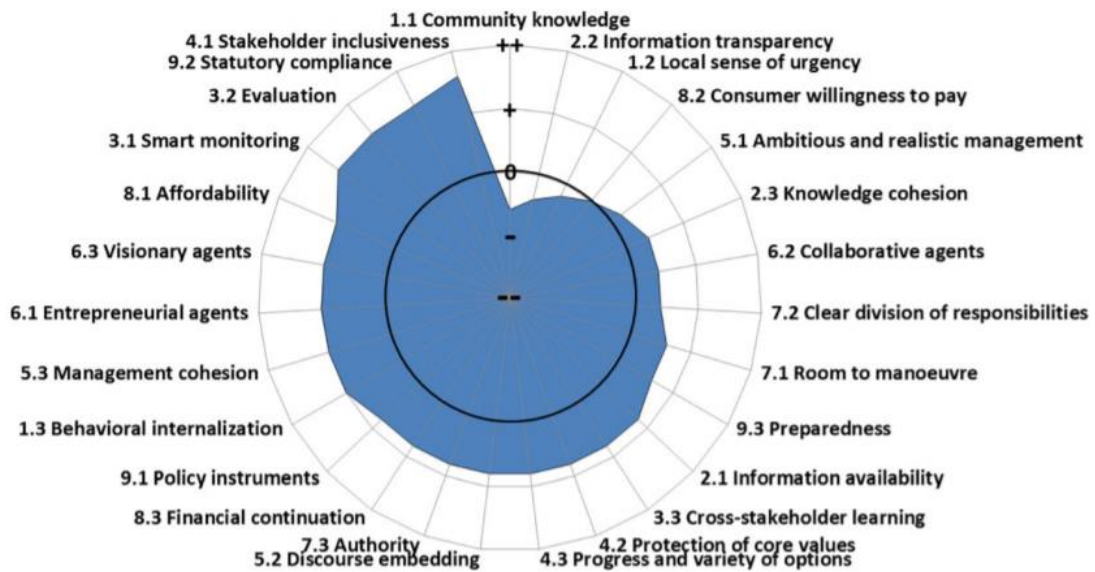 1.1 Community knowledge
4.1 Stakeholder inclusiveness
++
2.2 Information transparency
9.2 Statutory compliance
1.2 Local sense of urgency
3.2 Evaluation
8.2 Consumer willingness to pay
+
3.1 Smart monitoring
5.1 Ambitious and realistic management
0
8.1 Affordability
2.3 Knowledge cohesion
-
6.3 Visionary agents
6.2 Collaborative agents
--
6.1 Entrepreneurial agents
7.2 Clear division of responsibilities
5.3 Management cohesion
7.1 Room to manoeuvre
1.3 Behavioral internalization
9.3 Preparedness
9.1 Policy instruments
2.1 Information availability
8.3 Financial continuation
3.3 Cross-stakeholder learning
7.3 Authority
4.2 Protection of core values
5.2 Discourse embedding
4.3 Progress and variety of options